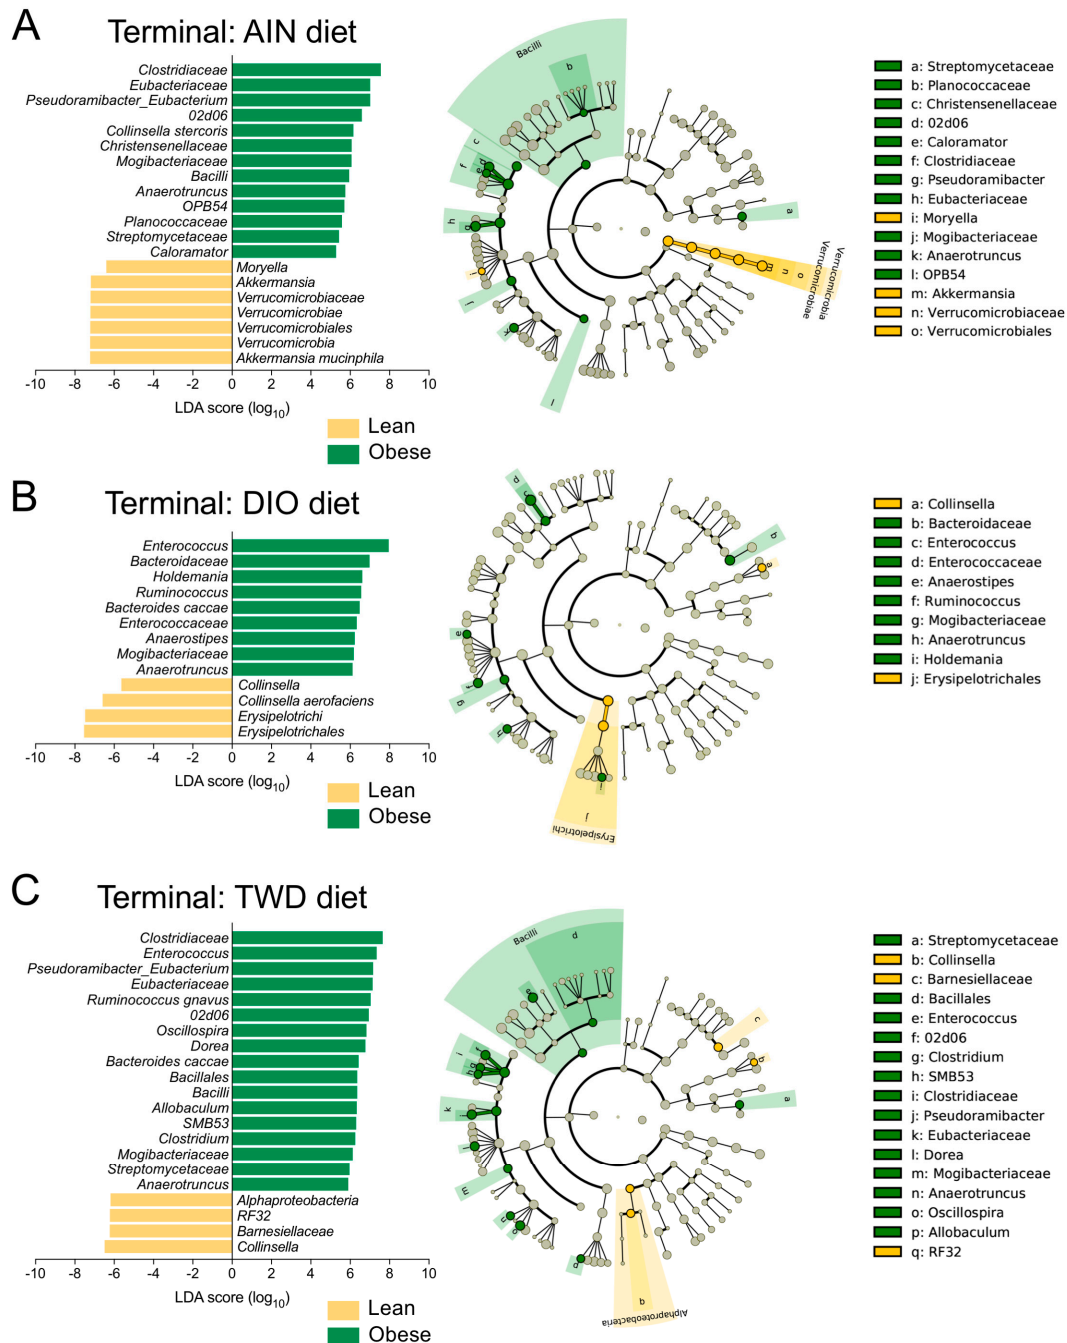 A
Terminal: AIN diet
Clostridiaceae
Eubacteriaceae
Pseudoramibacter_Eubacterium
02d06
Collinsella stercoris
Christensenellaceae
Mogibacteriaceae
Bacilli
Anaerotruncus
OPB54
Planococcaceae
Streptomycetaceae
Caloramator
Moryella
Akkermansia
Verrucomicrobiaceae
Verrucomicrobiae
Verrucomicrobiales
Verrucomicrobia
Akkermansia mucinphila
-10 -8 -6 -4 -2 0 2 4 6 8 10
LDA score (log10)
Lean
Obese
Bacilli
b
c
d
e
f
h
g
i
j
k
l
a
m
n
o
Verrucomicrobiae
Verrucomicrobia
a: Streptomycetaceae
b: Planococcaceae
c: Christensenellaceae
d: 02d06
e: Caloramator
f: Clostridiaceae
g: Pseudoramibacter
h: Eubacteriaceae
i: Moryella
j: Mogibacteriaceae
k: Anaerotruncus
l: OPB54
m: Akkermansia
n: Verrucomicrobiaceae
o: Verrucomicrobiales
B
Terminal: DIO diet
Enterococcus
Bacteroidaceae
Holdemania
Ruminococcus
Bacteroides caccae
Enterococcaceae
Anaerostipes
Mogibacteriaceae
Anaerotruncus
Collinsella
Collinsella aerofaciens
Erysipelotrichi
Erysipelotrichales
-10 -8 -6 -4 -2 0 2 4 6 8 10
LDA score (log10)
Lean
Obese
d
c
b
a
e
f
g
h
i
j
Erysipelotrichi
a: Collinsella
b: Bacteroidaceae
c: Enterococcus
d: Enterococcaceae
e: Anaerostipes
f: Ruminococcus
g: Mogibacteriaceae
h: Anaerotruncus
i: Holdemania
j: Erysipelotrichales
C
Terminal: TWD diet
Clostridiaceae
Enterococcus
Pseudoramibacter_Eubacterium
Eubacteriaceae
Ruminococcus gnavus
02d06
Oscillospira
Dorea
Bacteroides caccae
Bacillales
Bacilli
Allobaculum
SMB53
Clostridium
Mogibacteriaceae
Streptomycetaceae
Anaerotruncus
Alphaproteobacteria
RF32
Barnesiellaceae
Collinsella
-10 -8 -6 -4 -2 0 2 4 6 8 10
LDA score (log10)
Lean
Obese
Bacilli
d
e
i
f
h
g
k
j
l
m
n
o
p
q
Alphaproteobacteria
c
b
a
a: Streptomycetaceae
b: Collinsella
c: Barnesiellaceae
d: Bacillales
e: Enterococcus
f: 02d06
g: Clostridium
h: SMB53
i: Clostridiaceae
j: Pseudoramibacter
k: Eubacteriaceae
l: Dorea
m: Mogibacteriaceae
n: Anaerotruncus
o: Oscillospira
p: Allobaculum
q: RF32